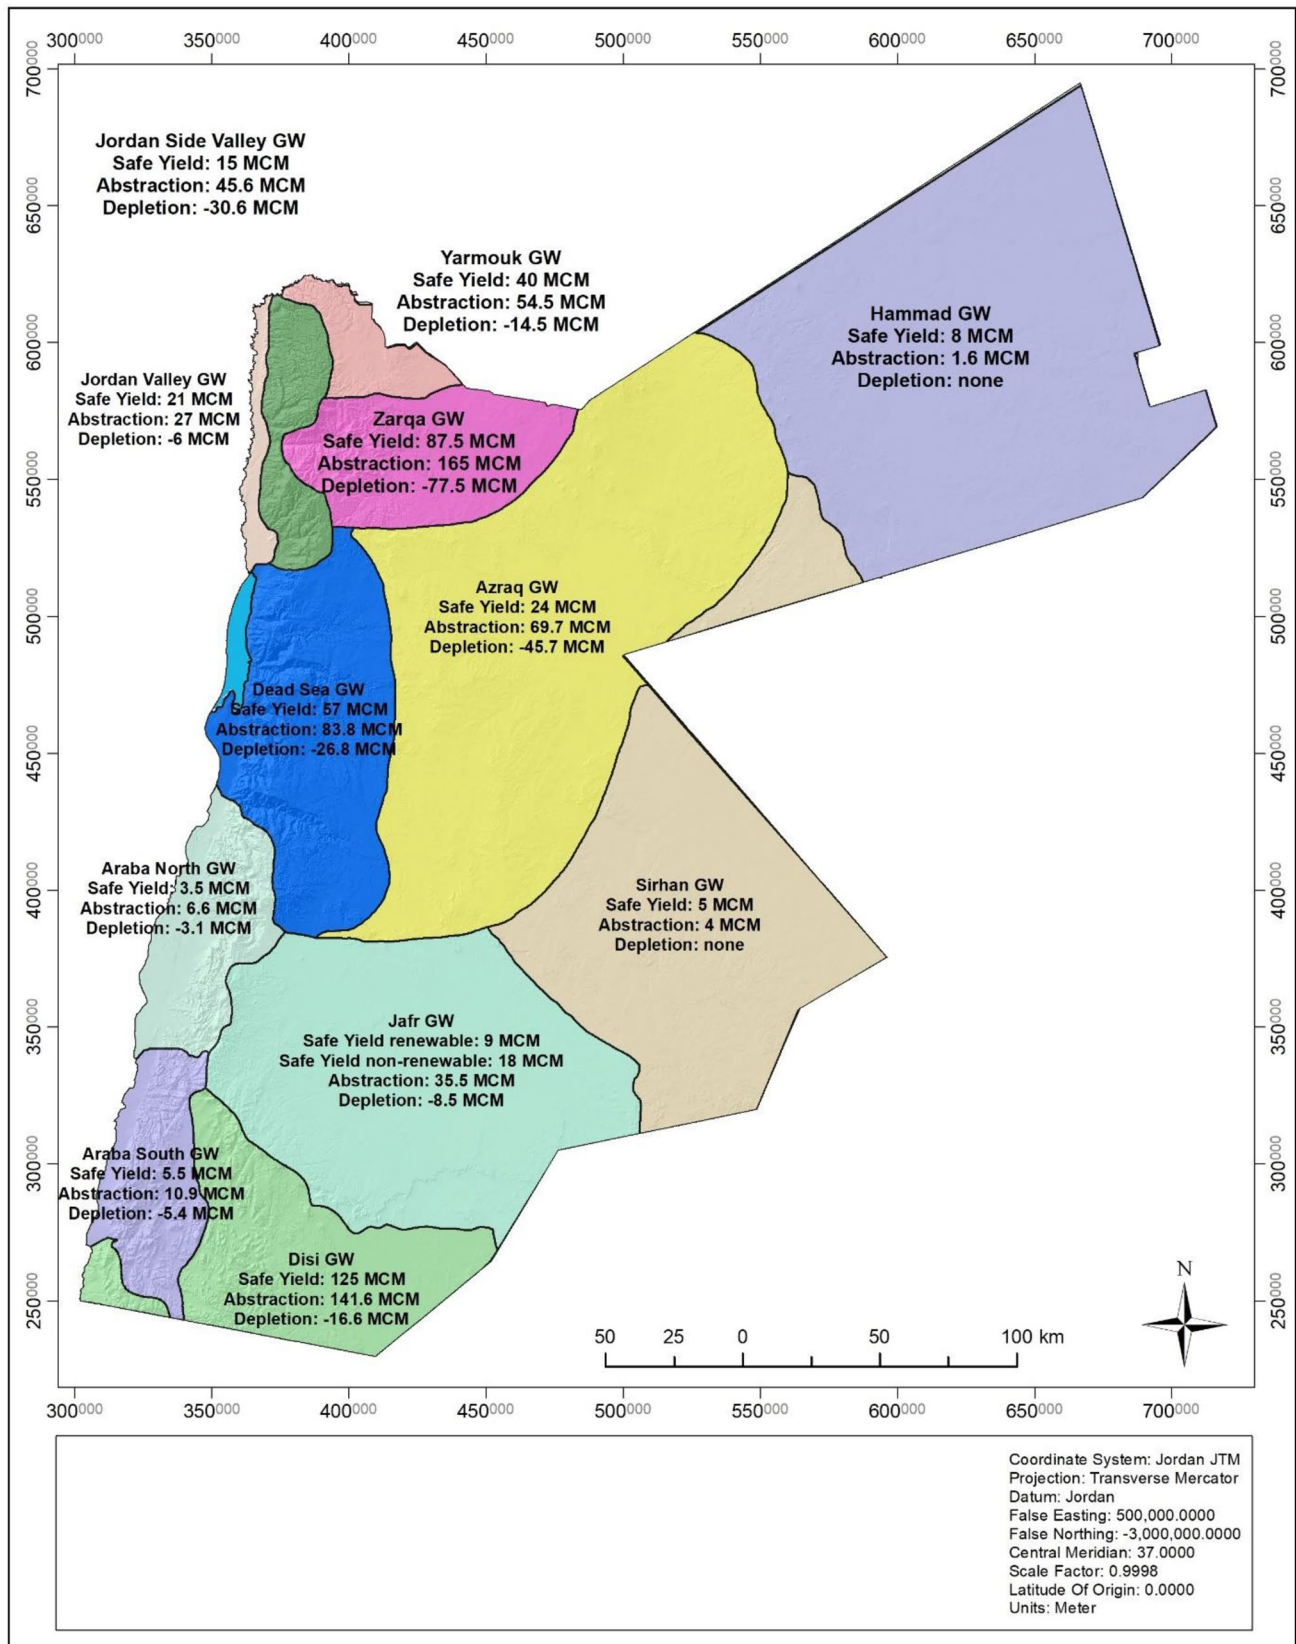 300000 350000 400000 450000 500000 550000 600000 650000 700000
700000
650000
600000
550000
500000
450000
400000
350000
300000
250000
Jordan Side Valley GW
Safe Yield: 15 MCM
Abstraction: 45.6 MCM
Depletion: -30.6 MCM
Yarmouk GW
Safe Yield: 40 MCM
Abstraction: 54.5 MCM
Depletion: -14.5 MCM
Hammad GW
Safe Yield: 8 MCM
Abstraction: 1.6 MCM
Depletion: none
Jordan Valley GW
Safe Yield: 21 MCM
Abstraction: 27 MCM
Depletion: -6 MCM
Zarqa GW
Safe Yield: 87.5 MCM
Abstraction: 165 MCM
Depletion: -77.5 MCM
Azraq GW
Safe Yield: 24 MCM
Abstraction: 69.7 MCM
Depletion: -45.7 MCM
Dead Sea GW
Safe Yield: 57 MCM
Abstraction: 83.8 MCM
Depletion: -26.8 MCM
Araba North GW
Safe Yield: 3.5 MCM
Abstraction: 6.6 MCM
Depletion: -3.1 MCM
Sirhan GW
Safe Yield: 5 MCM
Abstraction: 4 MCM
Depletion: none
Jafr GW
Safe Yield renewable: 9 MCM
Safe Yield non-renewable: 18 MCM
Abstraction: 35.5 MCM
Depletion: -8.5 MCM
Araba South GW
Safe Yield: 5.5 MCM
Abstraction: 10.9 MCM
Depletion: -5.4 MCM
Disi GW
Safe Yield: 125 MCM
Abstraction: 141.6 MCM
Depletion: -16.6 MCM
N
50 25 0 50 100 km
700000
650000
600000
550000
500000
450000
400000
350000
300000
250000
300000 350000 400000 450000 500000 550000 600000 650000 700000
Coordinate System: Jordan JTM
Projection: Transverse Mercator
Datum: Jordan
False Easting: 500,000.0000
False Northing: -3,000,000.0000
Central Meridian: 37.0000
Scale Factor: 0.9998
Latitude Of Origin: 0.0000
Units: Meter